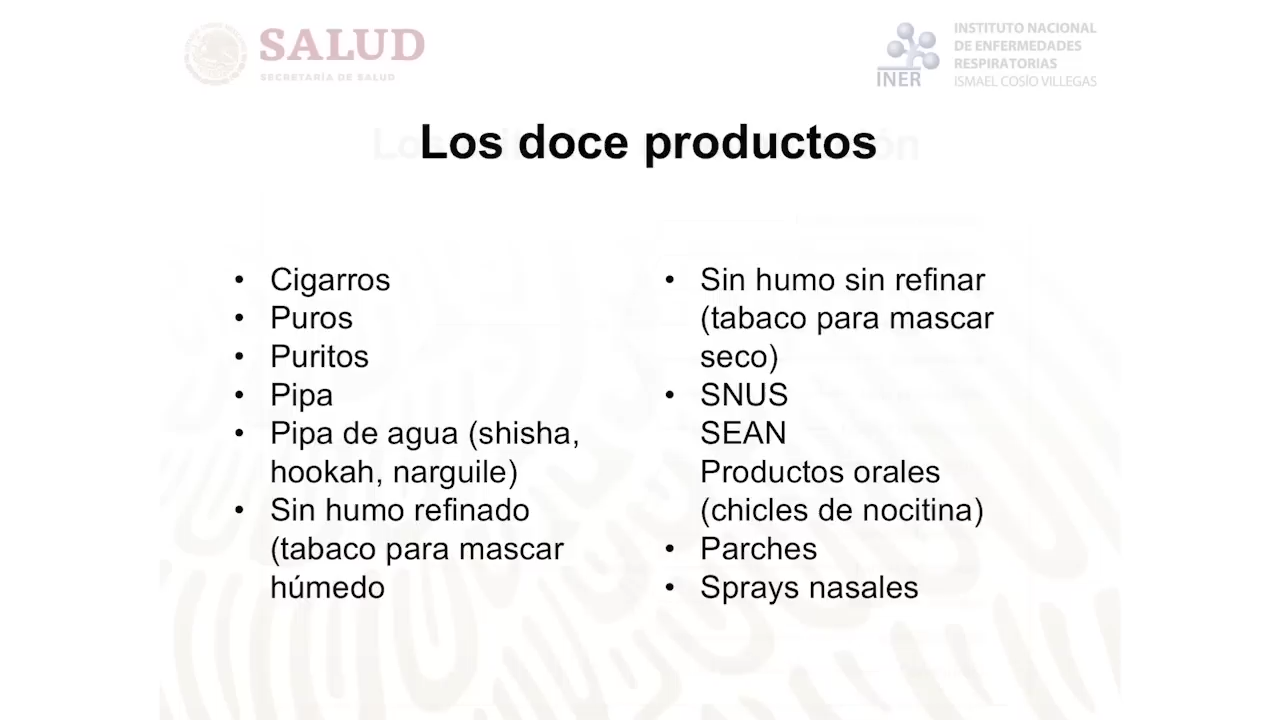 SALUD
SECRETARÍA DE SALUD
INER
INSTITUTO NACIONAL
DE ENFERMEDADES
RESPIRATORIAS
ISMAEL COSÍO VILLEGAS
Los doce productos
• Cigarros
• Puros
• Puritos
• Pipa
• Pipa de agua (shisha,
hookah, narguile)
• Sin humo refinado
(tabaco para mascar
húmedo
• Sin humo sin refinar
(tabaco para mascar
seco)
• SNUS
SEAN
Productos orales
(chicles de nocitina)
• Parches
• Sprays nasales